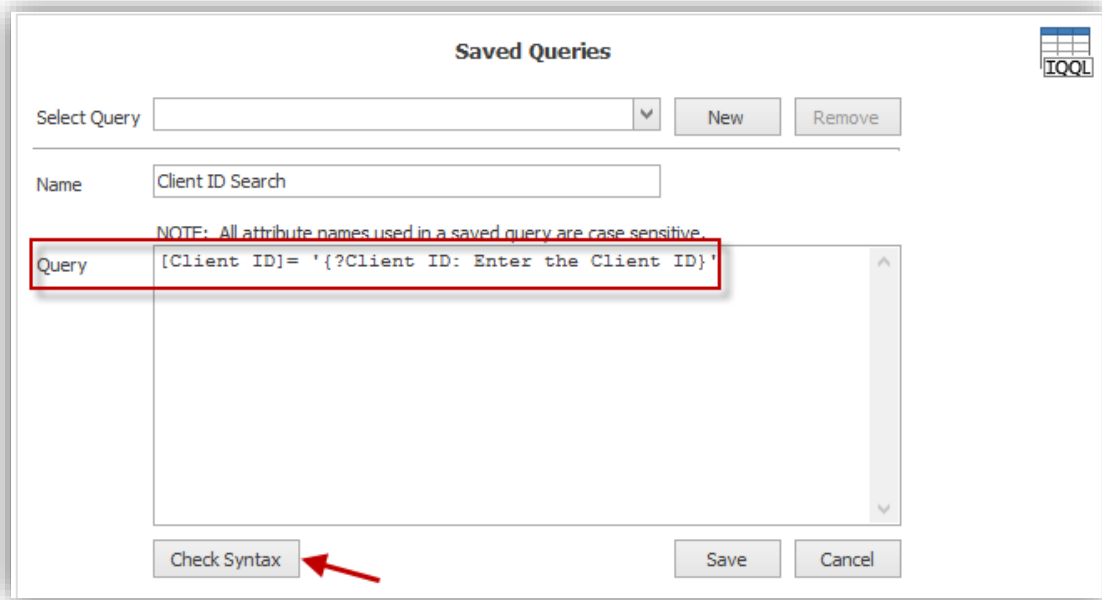 Saved Queries
IQQL
Select Query
New
Remove
Name
Client ID Search
NOTE: All attribute names used in a saved query are case sensitive.
Query
[Client ID]= '{?Client ID: Enter the Client ID}'
Check Syntax
Save
Cancel